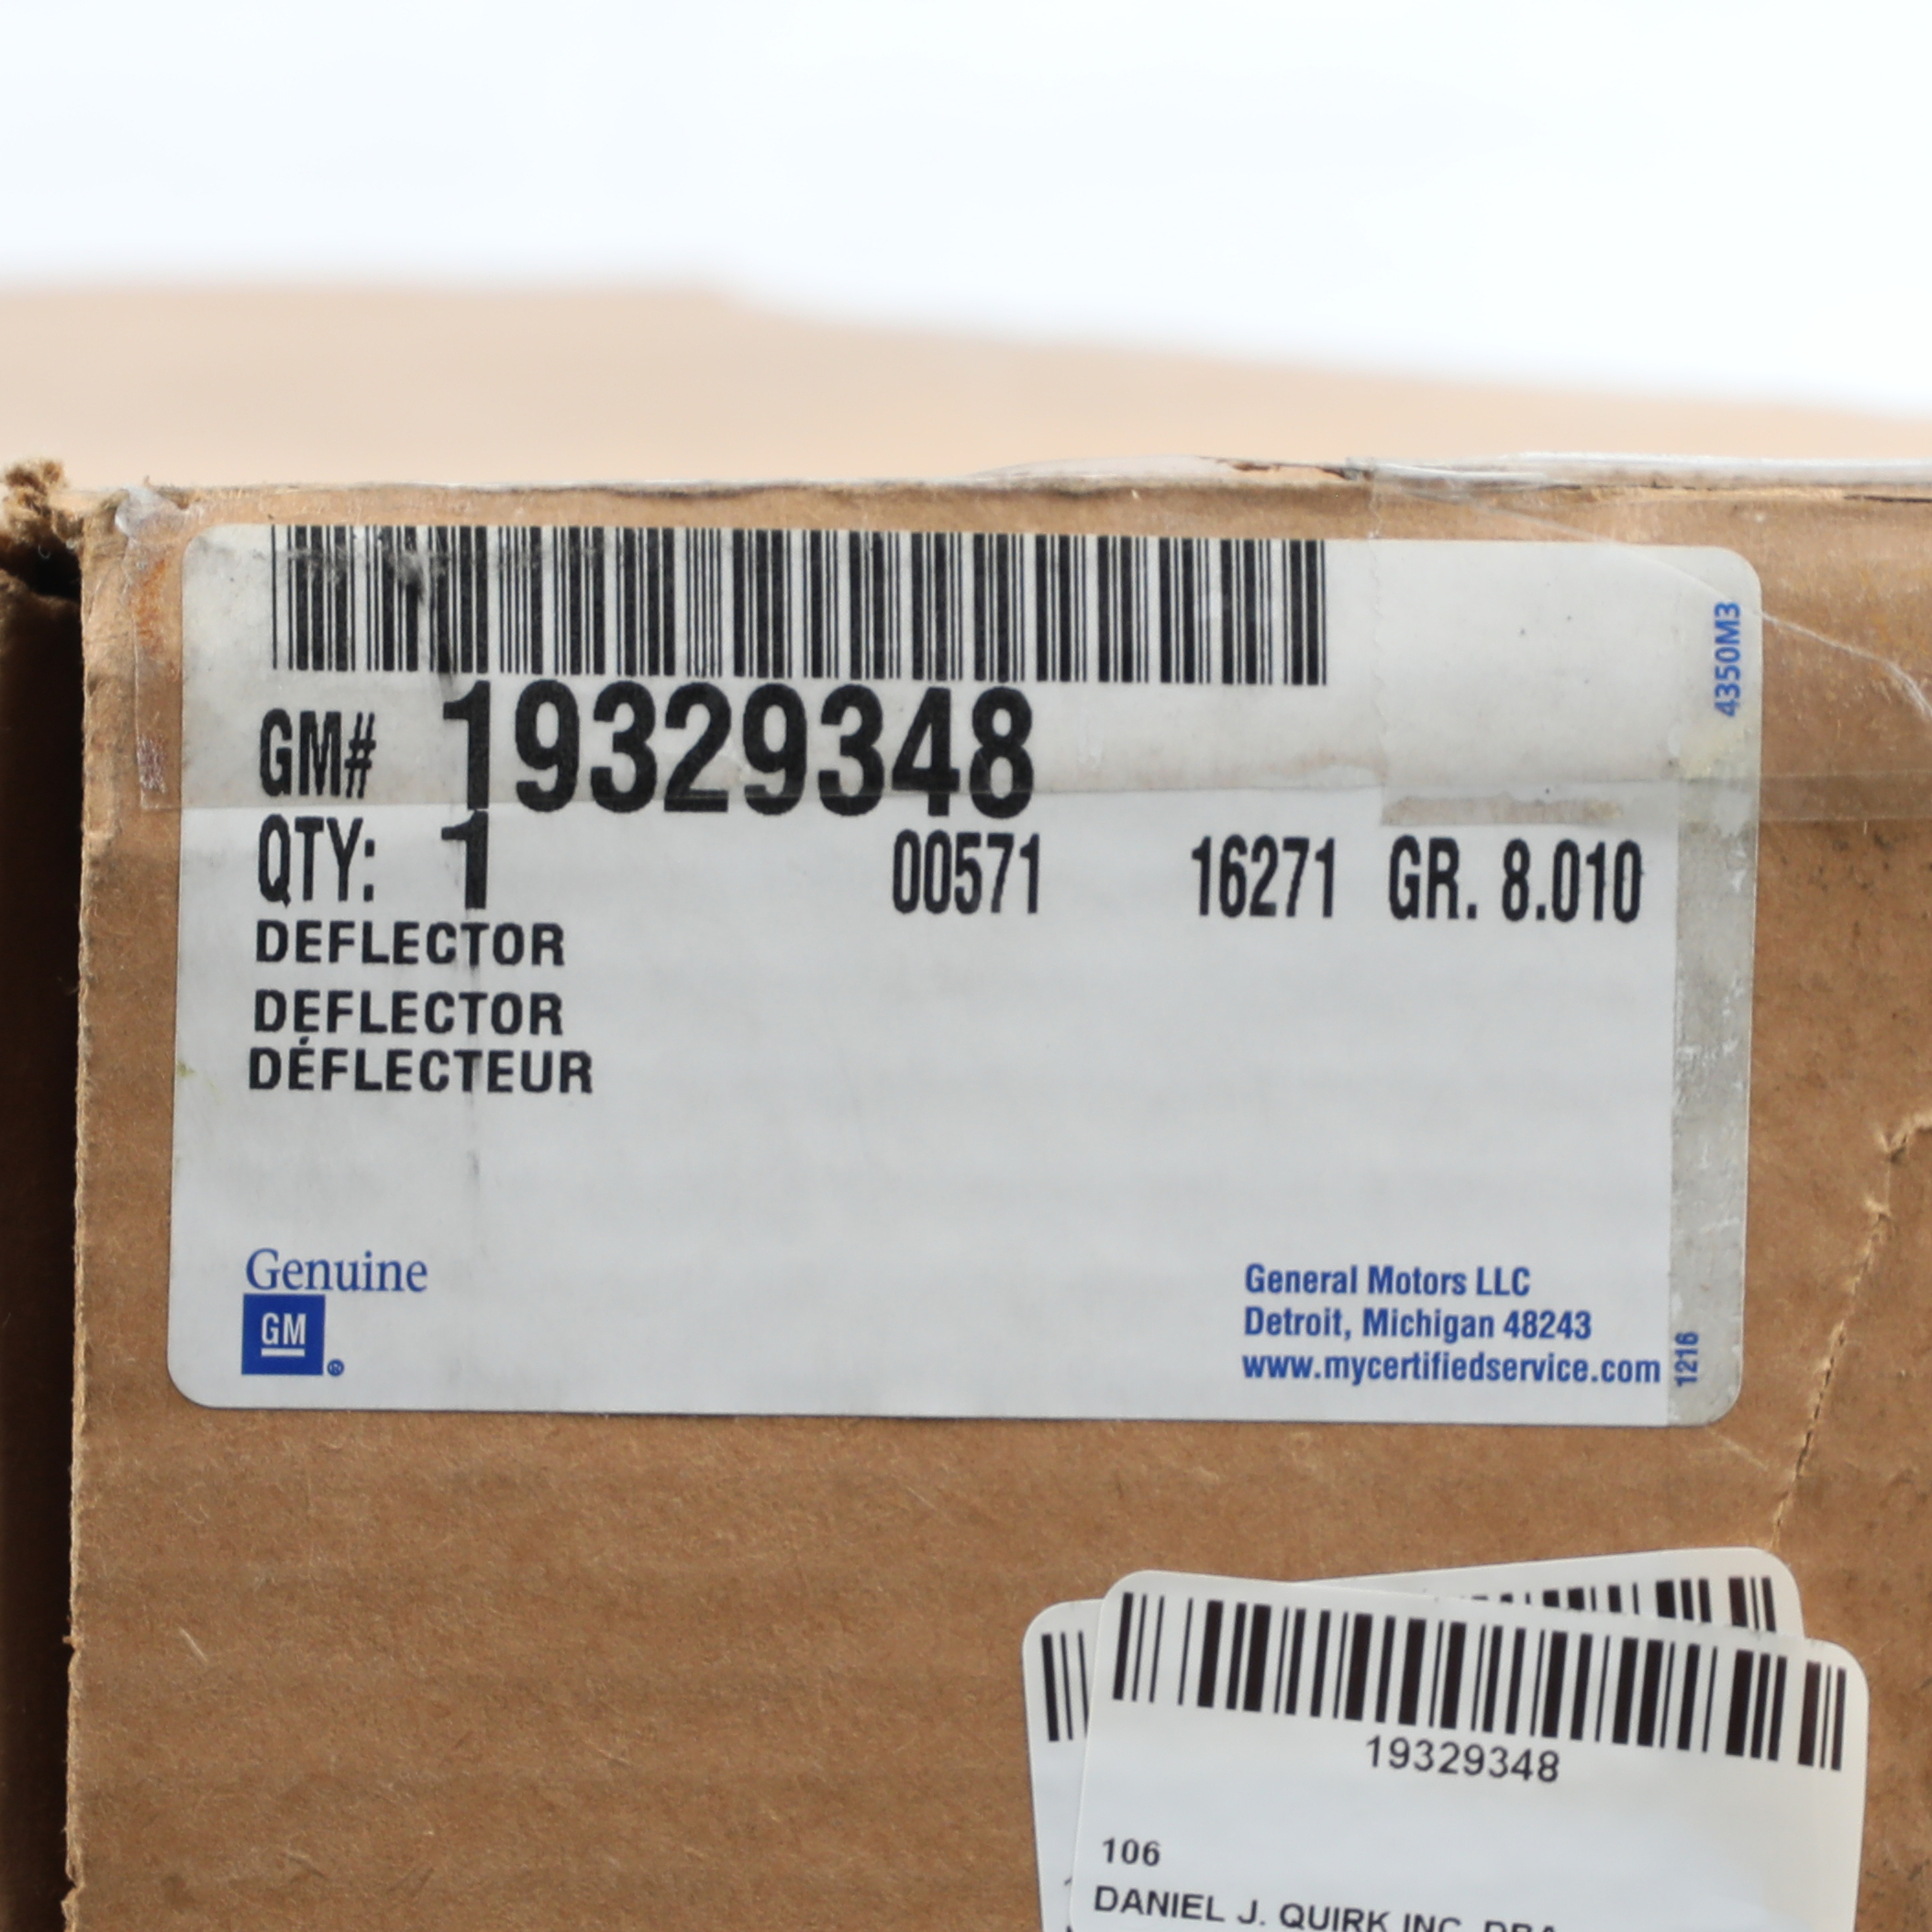 4350M3
GM# 19329348
QTY: 1 00571 16271 GR. 8.010
DEFLECTOR
DEFLECTOR
DÉFLECTEUR
Genuine
GM
®
General Motors LLC
Detroit, Michigan 48243
www.mycertifiedservice.com
1216
19329348
106
DANIEL J. QUIRK INC. DBA